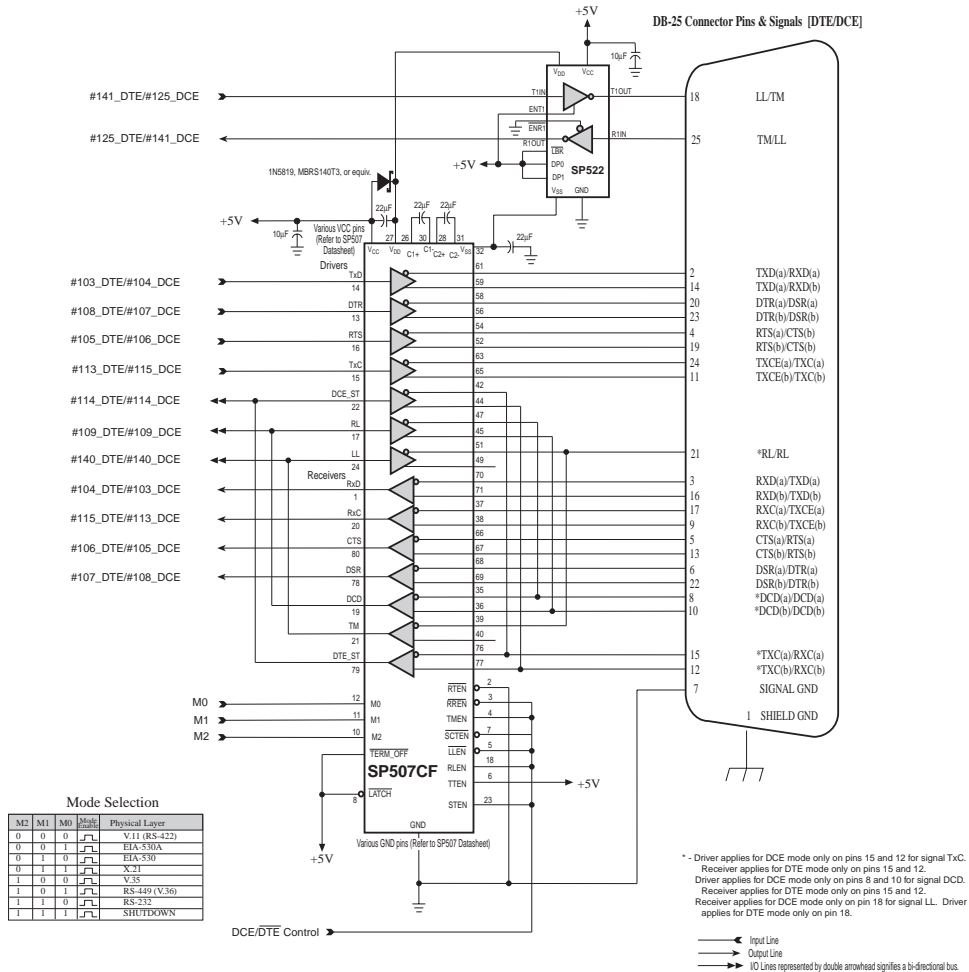 +5V
DB-25 Connector Pins & Signals [DTE/DCE]
10µF
VDD VCC
#141_DTE/#125_DCE
T1IN
T1OUT
18 LL/TM
ENT1
#125_DTE/#141_DCE
ENR1
R1IN
25 TM/LL
R1OUT
LBR
+5V
DP0
SP522
DP1
VSS GND
1N5819, MBRS140T3, or equiv.
22µF 22µF 22µF
+5V
10µF
Various VCC pins
(Refer to SP507
Datasheet)
27 26 30 28 31
22µF
VCC VDD C1+ C1- C2+ C2- VSS 32
Drivers
61 2 TXD(a)/RXD(a)
#103_DTE/#104_DCE TxD 14
59 14 TXD(a)/RXD(b)
58 20 DTR(a)/DSR(a)
#108_DTE/#107_DCE DTR 13
56 23 DTR(b)/DSR(b)
54 4 RTS(a)/CTS(b)
#105_DTE/#106_DCE RTS 16
52 19 RTS(b)/CTS(b)
63 24 TXCE(a)/TXC(a)
#113_DTE/#115_DCE TxC 15
65 11 TXCE(b)/TXC(b)
42
#114_DTE/#114_DCE DCE_ST 22
44
47
#109_DTE/#109_DCE RL 17
45
51 21 *RL/RL
#140_DTE/#140_DCE LL 24
49
Receivers
70 3 RXD(a)/TXD(a)
#104_DTE/#103_DCE RxD 1
71 16 RXD(b)/TXD(b)
37 17 RXC(a)/TXCE(a)
#115_DTE/#113_DCE RxC 20
38 9 RXC(b)/TXCE(b)
66 5 CTS(a)/RTS(a)
#106_DTE/#105_DCE CTS 80
67 13 CTS(b)/RTS(b)
68 6 DSR(a)/DTR(a)
#107_DTE/#108_DCE DSR 78
69 22 DSR(b)/DTR(b)
35 8 *DCD(a)/DCD(a)
DCD 19
36 10 *DCD(b)/DCD(b)
39
TM 21
40
76 15 *TXC(a)/RXC(a)
DTE_ST 79
77 12 *TXC(b)/RXC(b)
RTEN 2
7 SIGNAL GND
M0 12 M0
RREN 3
M1 11 M1
TMEN 4
1 SHIELD GND
M2 10 M2
SCTEN 7
TERM_OFF
LLEN 5
SP507CF
RLEN 18
TTEN 6 +5V
8 LATCH
STEN 23
GND
Various GND pins (Refer to SP507 Datasheet)
+5V
DCE/DTE Control
Mode Selection
M2 M1 M0 Mode Enable Physical Layer
0 0 0 V.11 (RS-422)
0 0 1 EIA-530A
0 1 0 EIA-530
0 1 1 X.21
1 0 0 V.35
1 0 1 RS-449 (V.36)
1 1 0 RS-232
1 1 1 SHUTDOWN
* - Driver applies for DCE mode only on pins 15 and 12 for signal TxC.
Receiver applies for DTE mode only on pins 15 and 12.
Driver applies for DCE mode only on pins 8 and 10 for signal DCD.
Receiver applies for DTE mode only on pins 15 and 12.
Receiver applies for DCE mode only on pin 18 for signal LL. Driver
applies for DTE mode only on pin 18.
Input Line
Output Line
I/O Lines represented by double arrowhead signifies a bi-directional bus.